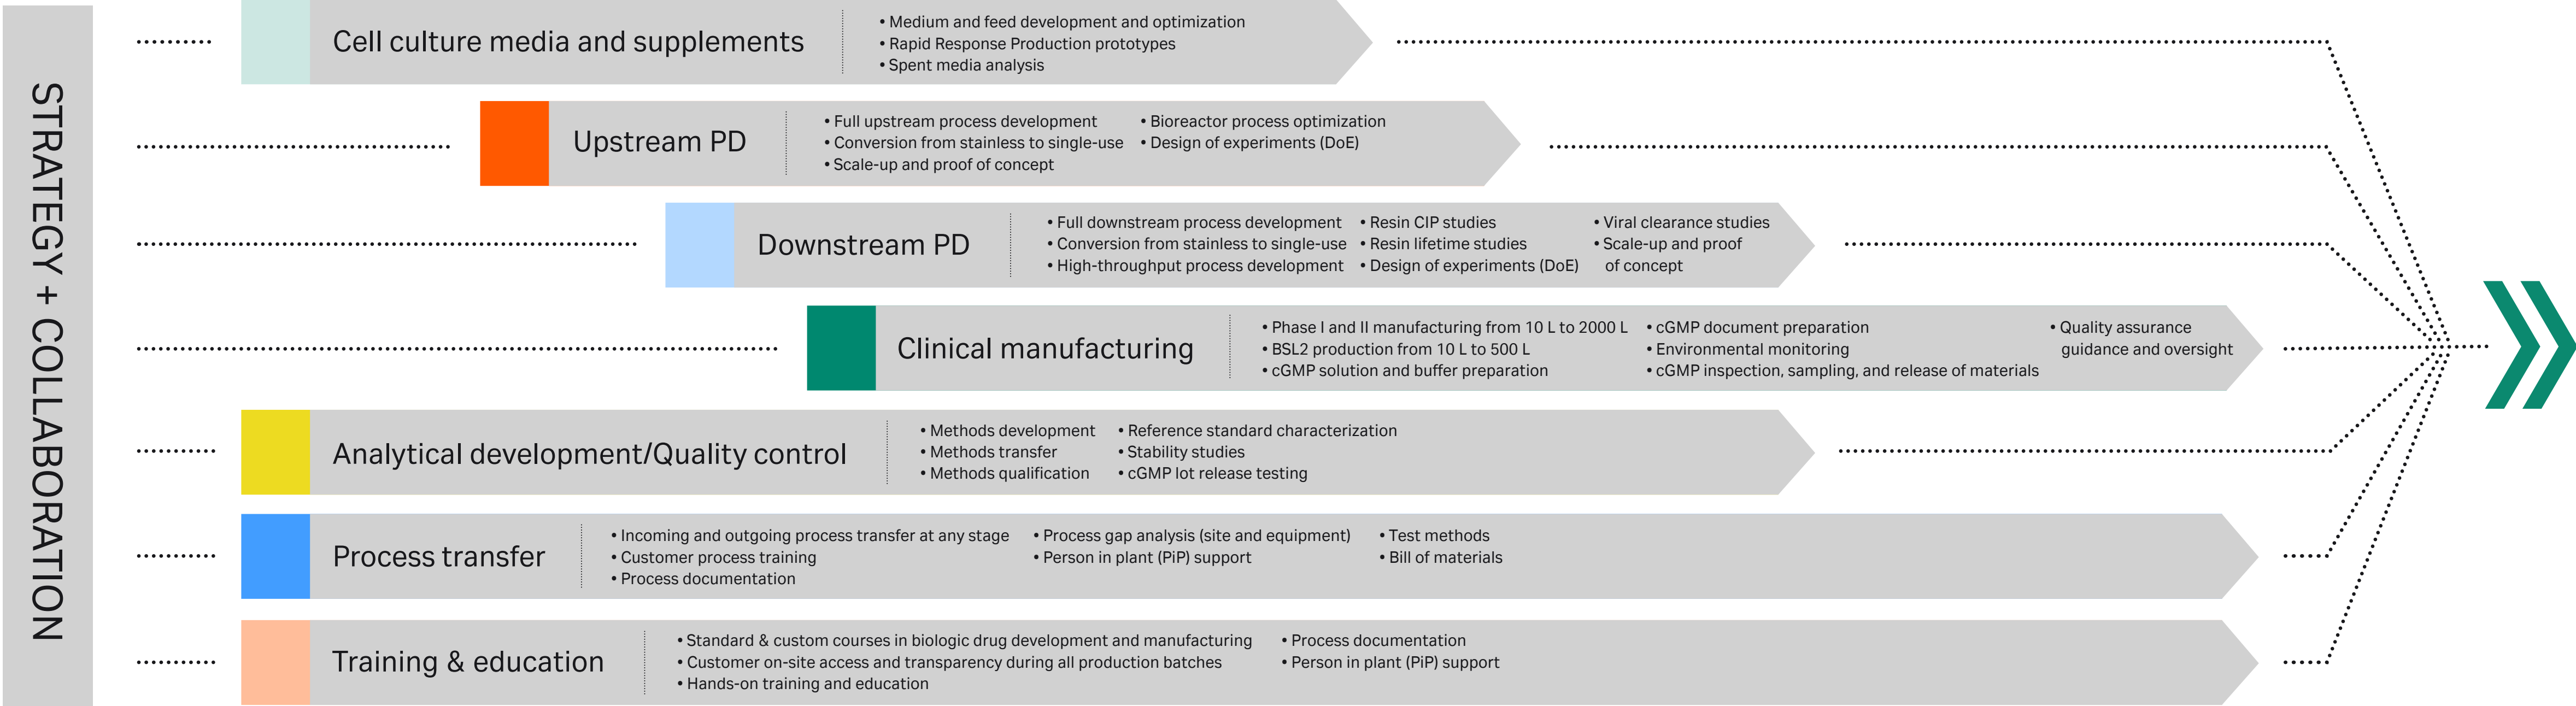 STRATEGY + COLLABORATION
Cell culture media and supplements
• Medium and feed development and optimization
• Rapid Response Production prototypes
• Spent media analysis
Upstream PD
• Full upstream process development
• Conversion from stainless to single-use
• Scale-up and proof of concept
• Bioreactor process optimization
• Design of experiments (DoE)
Downstream PD
• Full downstream process development
• Conversion from stainless to single-use
• High-throughput process development
• Resin CIP studies
• Resin lifetime studies
• Design of experiments (DoE)
• Viral clearance studies
• Scale-up and proof
of concept
Clinical manufacturing
• Phase I and II manufacturing from 10 L to 2000 L
• BSL2 production from 10 L to 500 L
• cGMP solution and buffer preparation
• cGMP document preparation
• Environmental monitoring
• cGMP inspection, sampling, and release of materials
• Quality assurance
guidance and oversight
Analytical development/Quality control
• Methods development
• Methods transfer
• Methods qualification
• Reference standard characterization
• Stability studies
• cGMP lot release testing
Process transfer
• Incoming and outgoing process transfer at any stage
• Customer process training
• Process documentation
• Process gap analysis (site and equipment)
• Person in plant (PiP) support
• Test methods
• Bill of materials
Training & education
• Standard & custom courses in biologic drug development and manufacturing
• Customer on-site access and transparency during all production batches
• Hands-on training and education
• Process documentation
• Person in plant (PiP) support